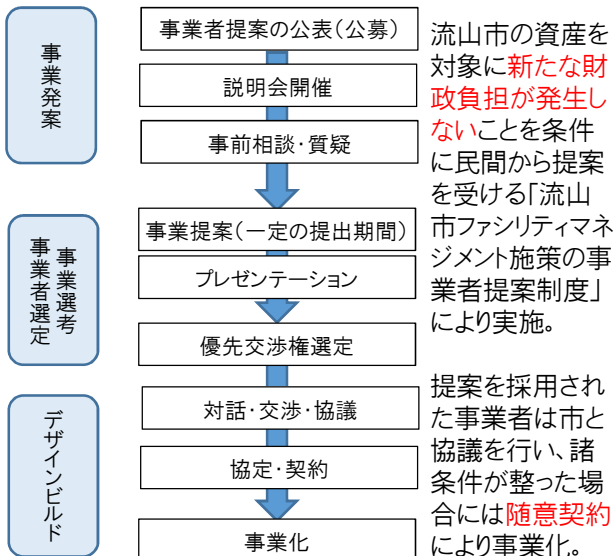 事業発案
事業者提案の公表(公募)
説明会開催
事前相談・質疑
事業選考
事業者選定
事業提案(一定の提出期間)
プレゼンテーション
優先交渉権選定
デザインビルド
対話・交渉・協議
協定・契約
事業化
流山市の資産を
対象に新たな財
政負担が発生し
ないことを条件
に民間から提案
を受ける「流山
市ファシリティマネ
ジメント施策の事
業者提案制度」
により実施。
提案を採用され
た事業者は市と
協議を行い、諸
条件が整った場
合には随意契約
により事業化。